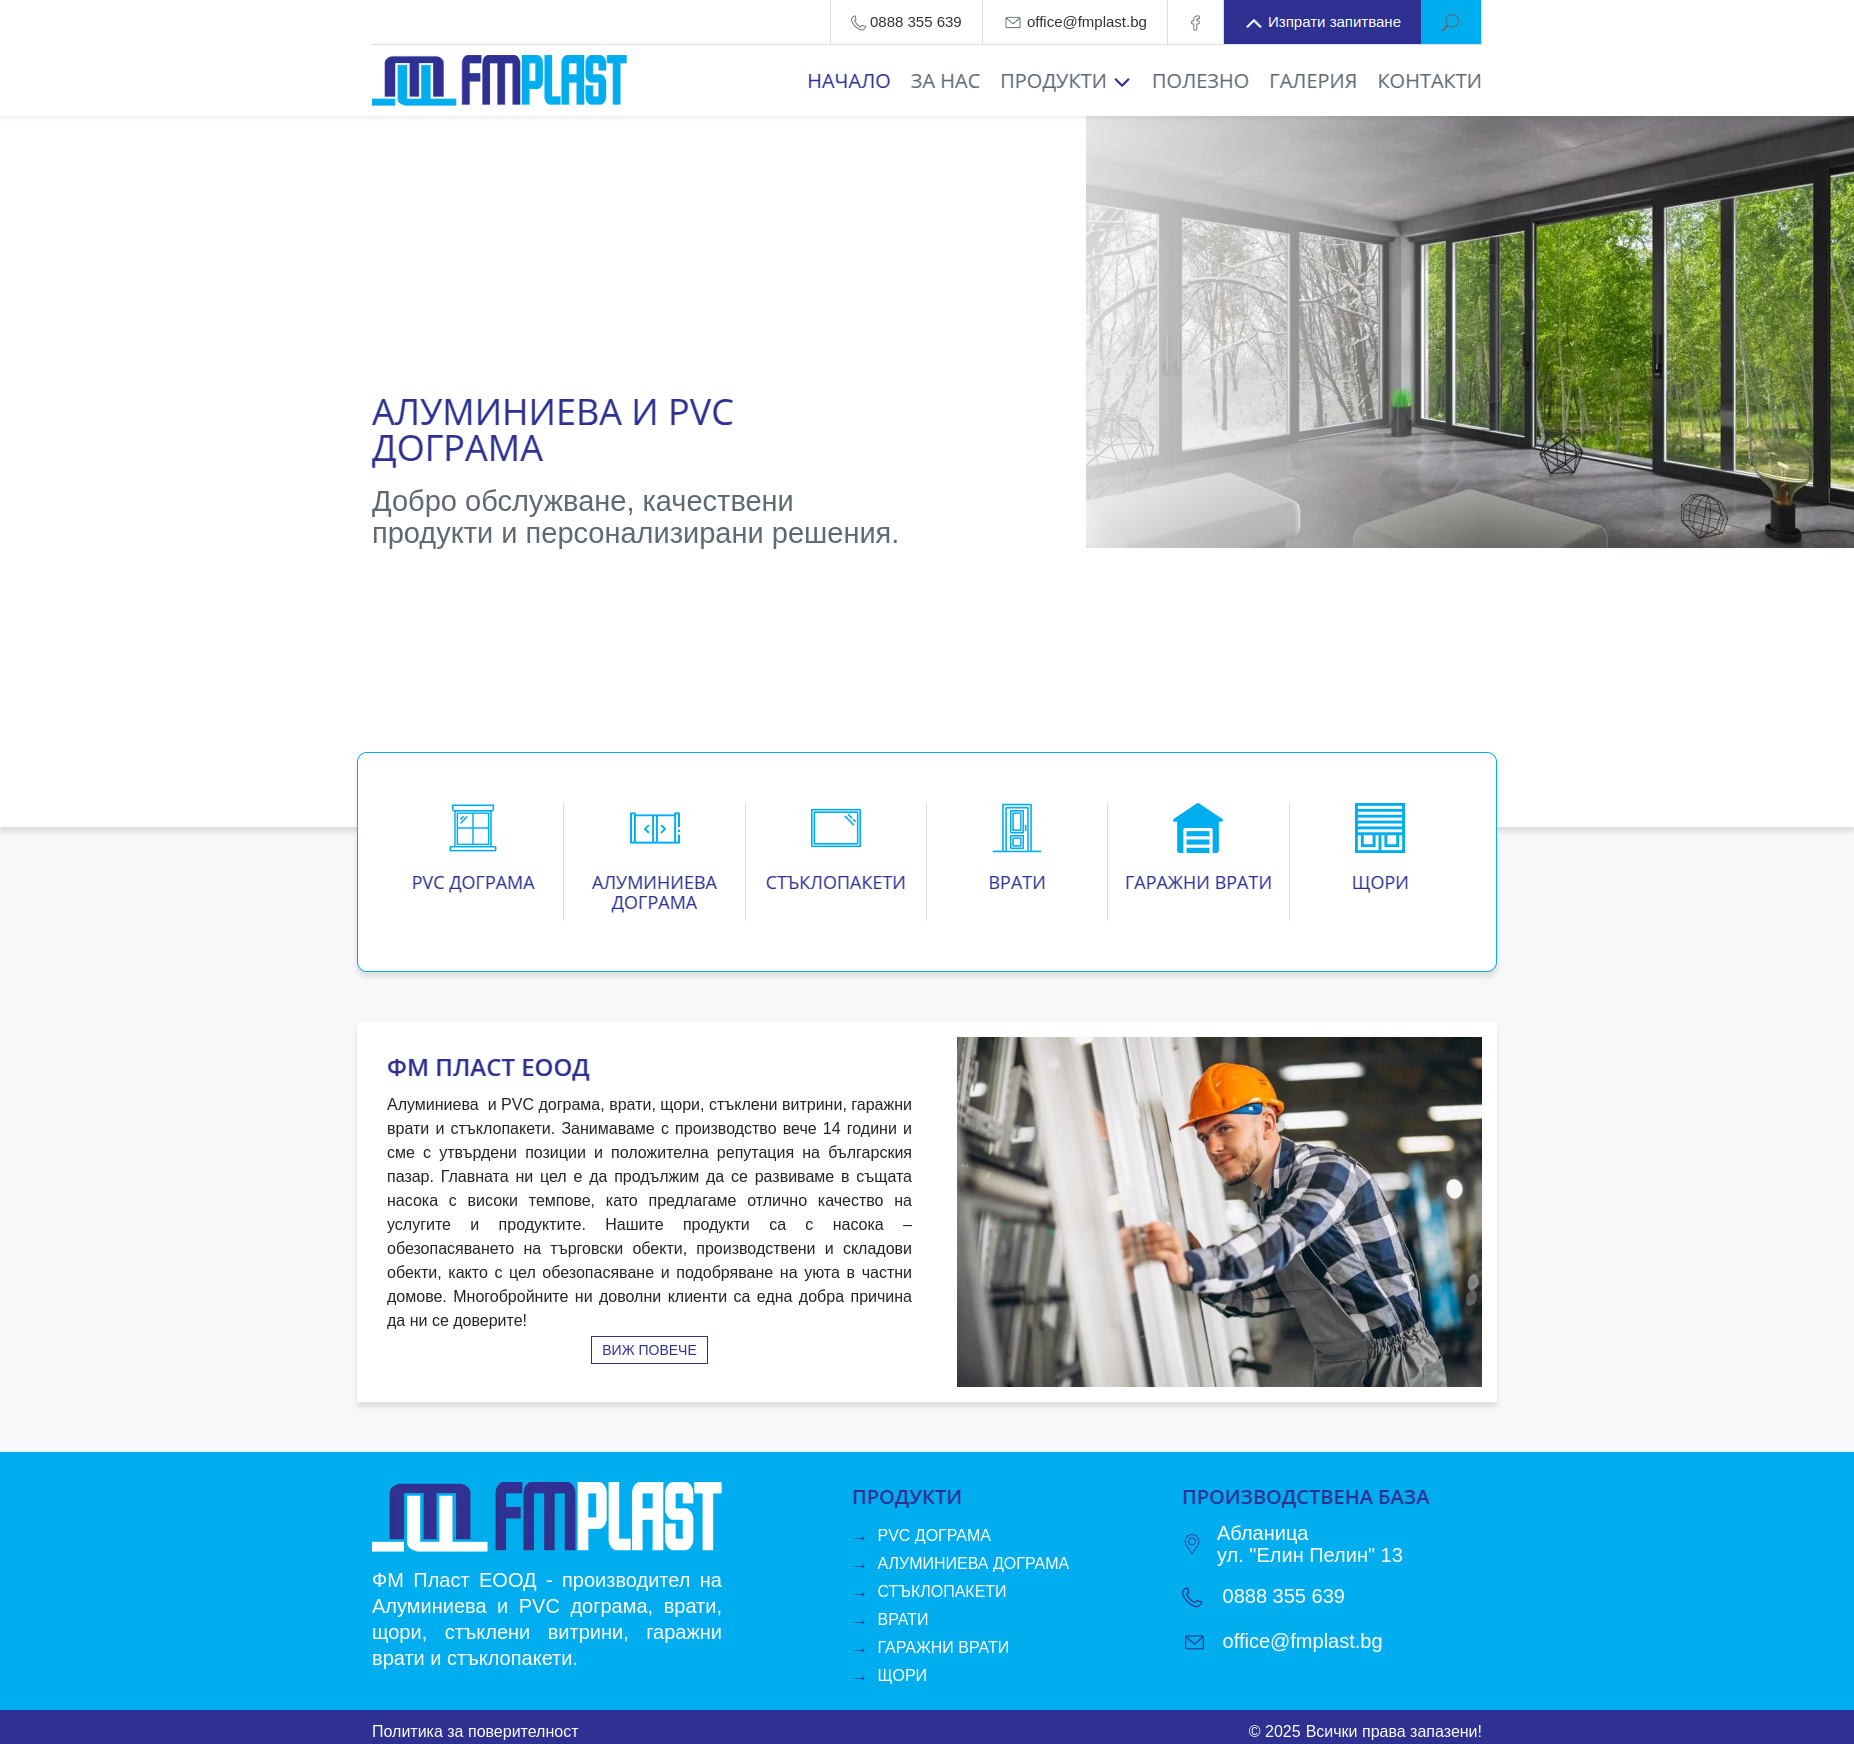 0888 355 639
office@fmplast.bg
Изпрати запитване
FMPLAST
НАЧАЛО
ЗА НАС
ПРОДУКТИ
ПОЛЕЗНО
ГАЛЕРИЯ
КОНТАКТИ
АЛУМИНИЕВА И PVC
ДОГРАМА
Добро обслужване, качествени
продукти и персонализирани решения.
PVC ДОГРАМА
АЛУМИНИЕВА
ДОГРАМА
СТЪКЛОПАКЕТИ
ВРАТИ
ГАРАЖНИ ВРАТИ
ЩОРИ
ФМ ПЛАСТ ЕООД
Алуминиева  и PVC дограма, врати, щори, стъклени витрини, гаражни
врати и стъклопакети. Занимаваме с производство вече 14 години и
сме с утвърдени позиции и положителна репутация на българския
пазар. Главната ни цел е да продължим да се развиваме в същата
насока с високи темпове, като предлагаме отлично качество на
услугите и продуктите. Нашите продукти са с насока –
обезопасяването на търговски обекти, производствени и складови
обекти, както с цел обезопасяване и подобряване на уюта в частни
домове. Многобройните ни доволни клиенти са една добра причина
да ни се доверите!
ВИЖ ПОВЕЧЕ
FMPLAST
ФМ Пласт ЕООД - производител на
Алуминиева и PVC дограма, врати,
щори, стъклени витрини, гаражни
врати и стъклопакети.
ПРОДУКТИ
→ PVC ДОГРАМА
→ АЛУМИНИЕВА ДОГРАМА
→ СТЪКЛОПАКЕТИ
→ ВРАТИ
→ ГАРАЖНИ ВРАТИ
→ ЩОРИ
ПРОИЗВОДСТВЕНА БАЗА
Абланица
ул. "Елин Пелин" 13
0888 355 639
office@fmplast.bg
Политика за поверителност
© 2025 Всички права запазени!